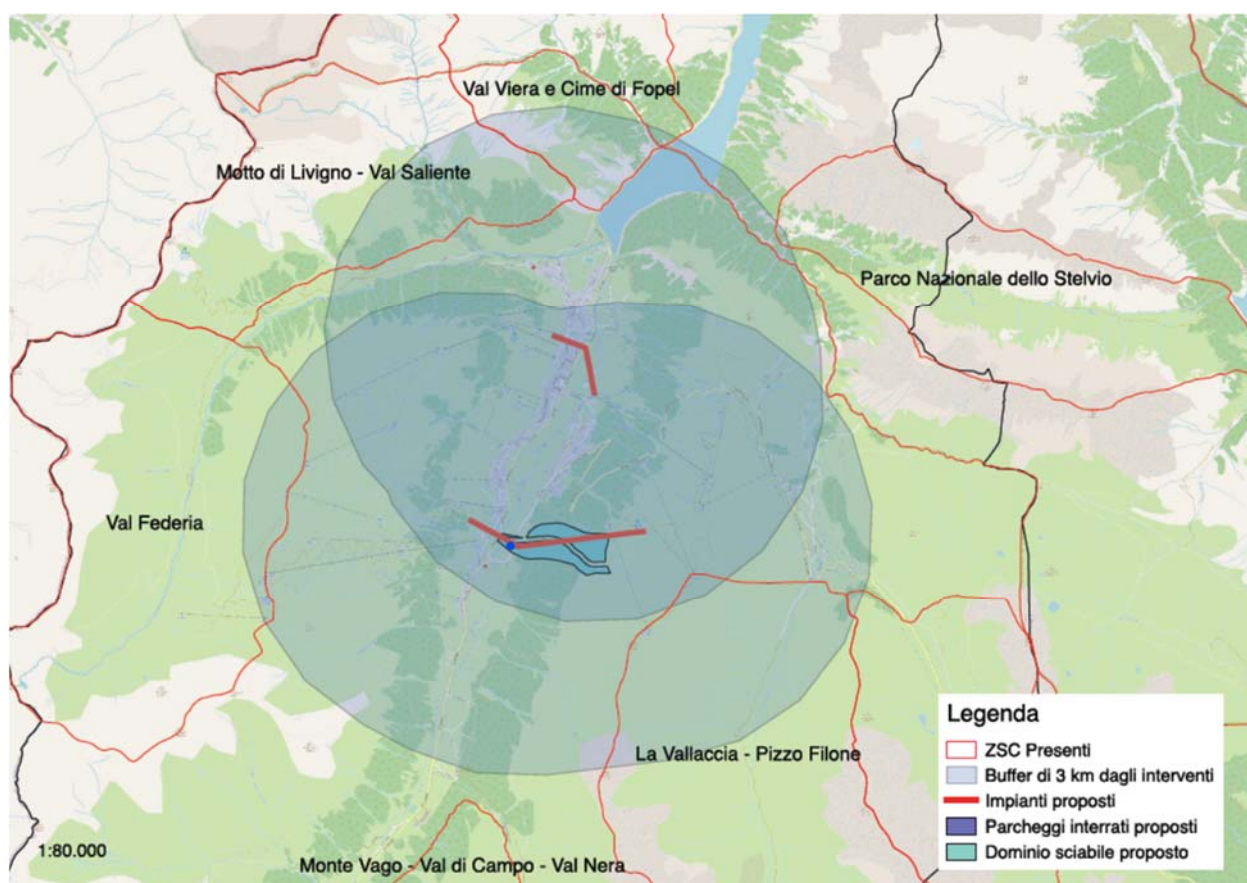 Val Viera e Cime di Fopel
Motto di Livigno - Val Saliente
Parco Nazionale dello Stelvio
Val Federia
La Vallaccia - Pizzo Filone
Monte Vago - Val di Campo - Val Nera
1:80.000
Legenda
ZSC Presenti
Buffer di 3 km dagli interventi
Impianti proposti
Parcheggi interrati proposti
Dominio sciabile proposto